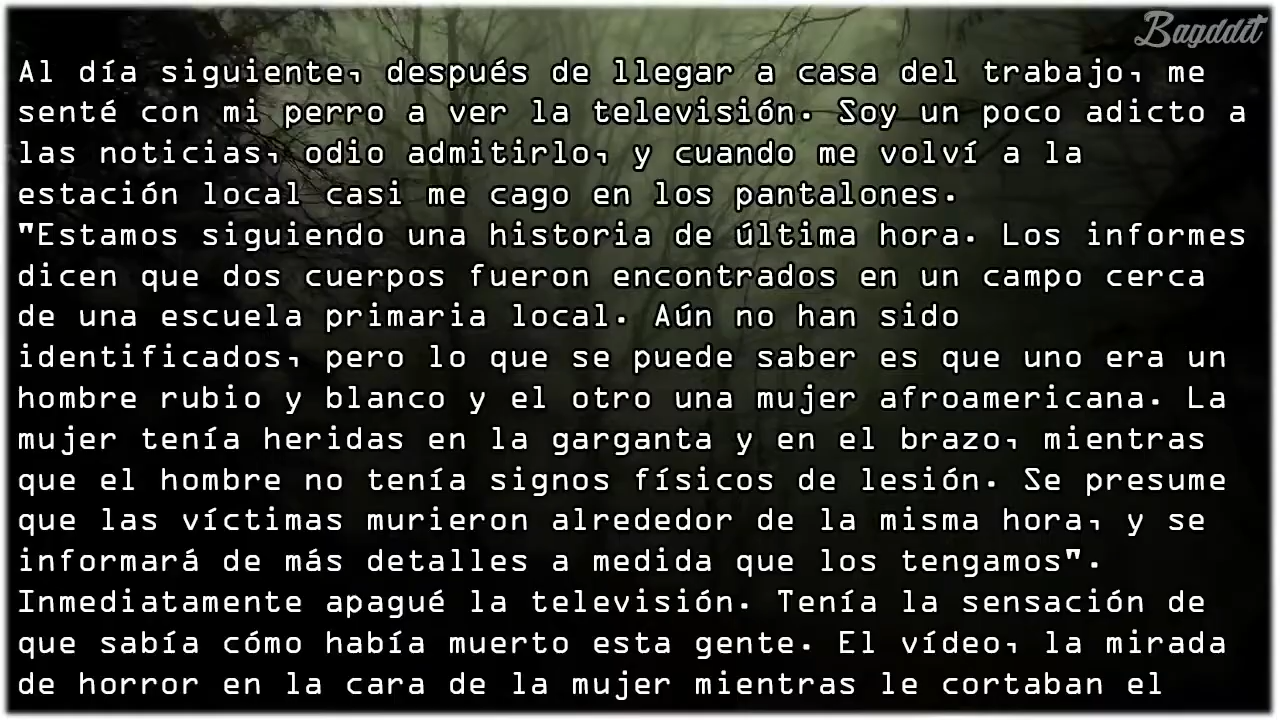 Bagddit
Al día siguiente, después de llegar a casa del trabajo, me
senté con mi perro a ver la televisión. Soy un poco adicto a
las noticias, odio admitirlo, y cuando me volví a la
estación local casi me cago en los pantalones.
"Estamos siguiendo una historia de última hora. Los informes
dicen que dos cuerpos fueron encontrados en un campo cerca
de una escuela primaria local. Aún no han sido
identificados, pero lo que se puede saber es que uno era un
hombre rubio y blanco y el otro una mujer afroamericana. La
mujer tenía heridas en la garganta y en el brazo, mientras
que el hombre no tenía signos físicos de lesión. Se presume
que las víctimas murieron alrededor de la misma hora, y se
informará de más detalles a medida que los tengamos".
Inmediatamente apagué la televisión. Tenía la sensación de
que sabía cómo había muerto esta gente. El vídeo, la mirada
de horror en la cara de la mujer mientras le cortaban el